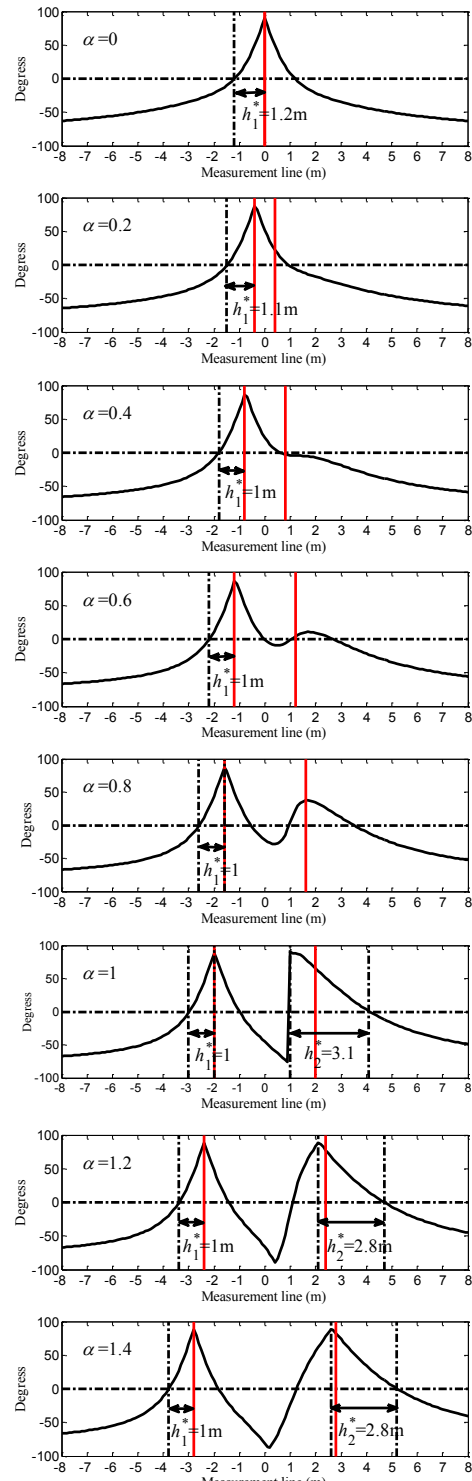 α=0
Degrees
100
50
0
-50
-100
h₁*=1.2m
-8 -7 -6 -5 -4 -3 -2 -1 0 1 2 3 4 5 6 7 8
Measurement line (m)
α=0.2
Degress
100
50
0
-50
-100
h₁*=1.1m
-8 -7 -6 -5 -4 -3 -2 -1 0 1 2 3 4 5 6 7 8
Measurement line (m)
α=0.4
Degress
100
50
0
-50
-100
h₁*=1m
-8 -7 -6 -5 -4 -3 -2 -1 0 1 2 3 4 5 6 7 8
Measurement line (m)
α=0.6
Degress
100
50
0
-50
-100
h₁*=1m
-8 -7 -6 -5 -4 -3 -2 -1 0 1 2 3 4 5 6 7 8
Measurement line (m)
α=0.8
Degress
100
50
0
-50
-100
h₁*=1
-8 -7 -6 -5 -4 -3 -2 -1 0 1 2 3 4 5 6 7 8
Measurement line (m)
α=1
Degress
100
50
0
-50
-100
h₁*=1 h₂*=3.1
-8 -7 -6 -5 -4 -3 -2 -1 0 1 2 3 4 5 6 7 8
Measurement line (m)
α=1.2
Degress
100
50
0
-50
-100
h₁*=1m h₂*=2.8m
-8 -7 -6 -5 -4 -3 -2 -1 0 1 2 3 4 5 6 7 8
Measurement line (m)
α=1.4
Degress
100
50
0
-50
-100
h₁*=1m h₂*=2.8m
-8 -7 -6 -5 -4 -3 -2 -1 0 1 2 3 4 5 6 7 8
Measurement line (m)